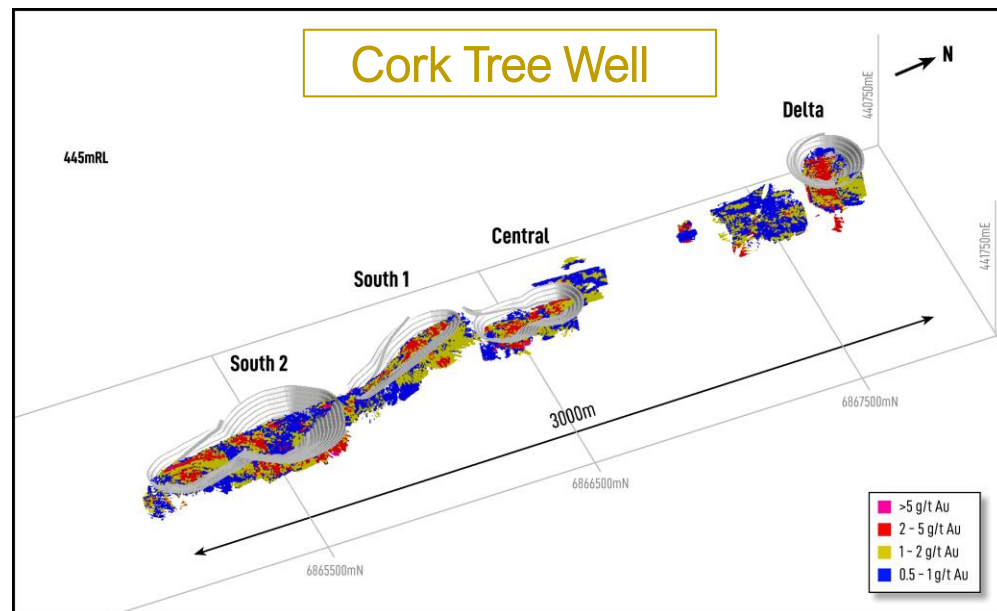 Cork Tree Well
N
440750mE
Delta
445mRL
441750mE
Central
South 1
South 2
3000m
6867500mN
6866500mN
6865500mN
>5 g/t Au
2 – 5 g/t Au
1 – 2 g/t Au
0.5 – 1 g/t Au